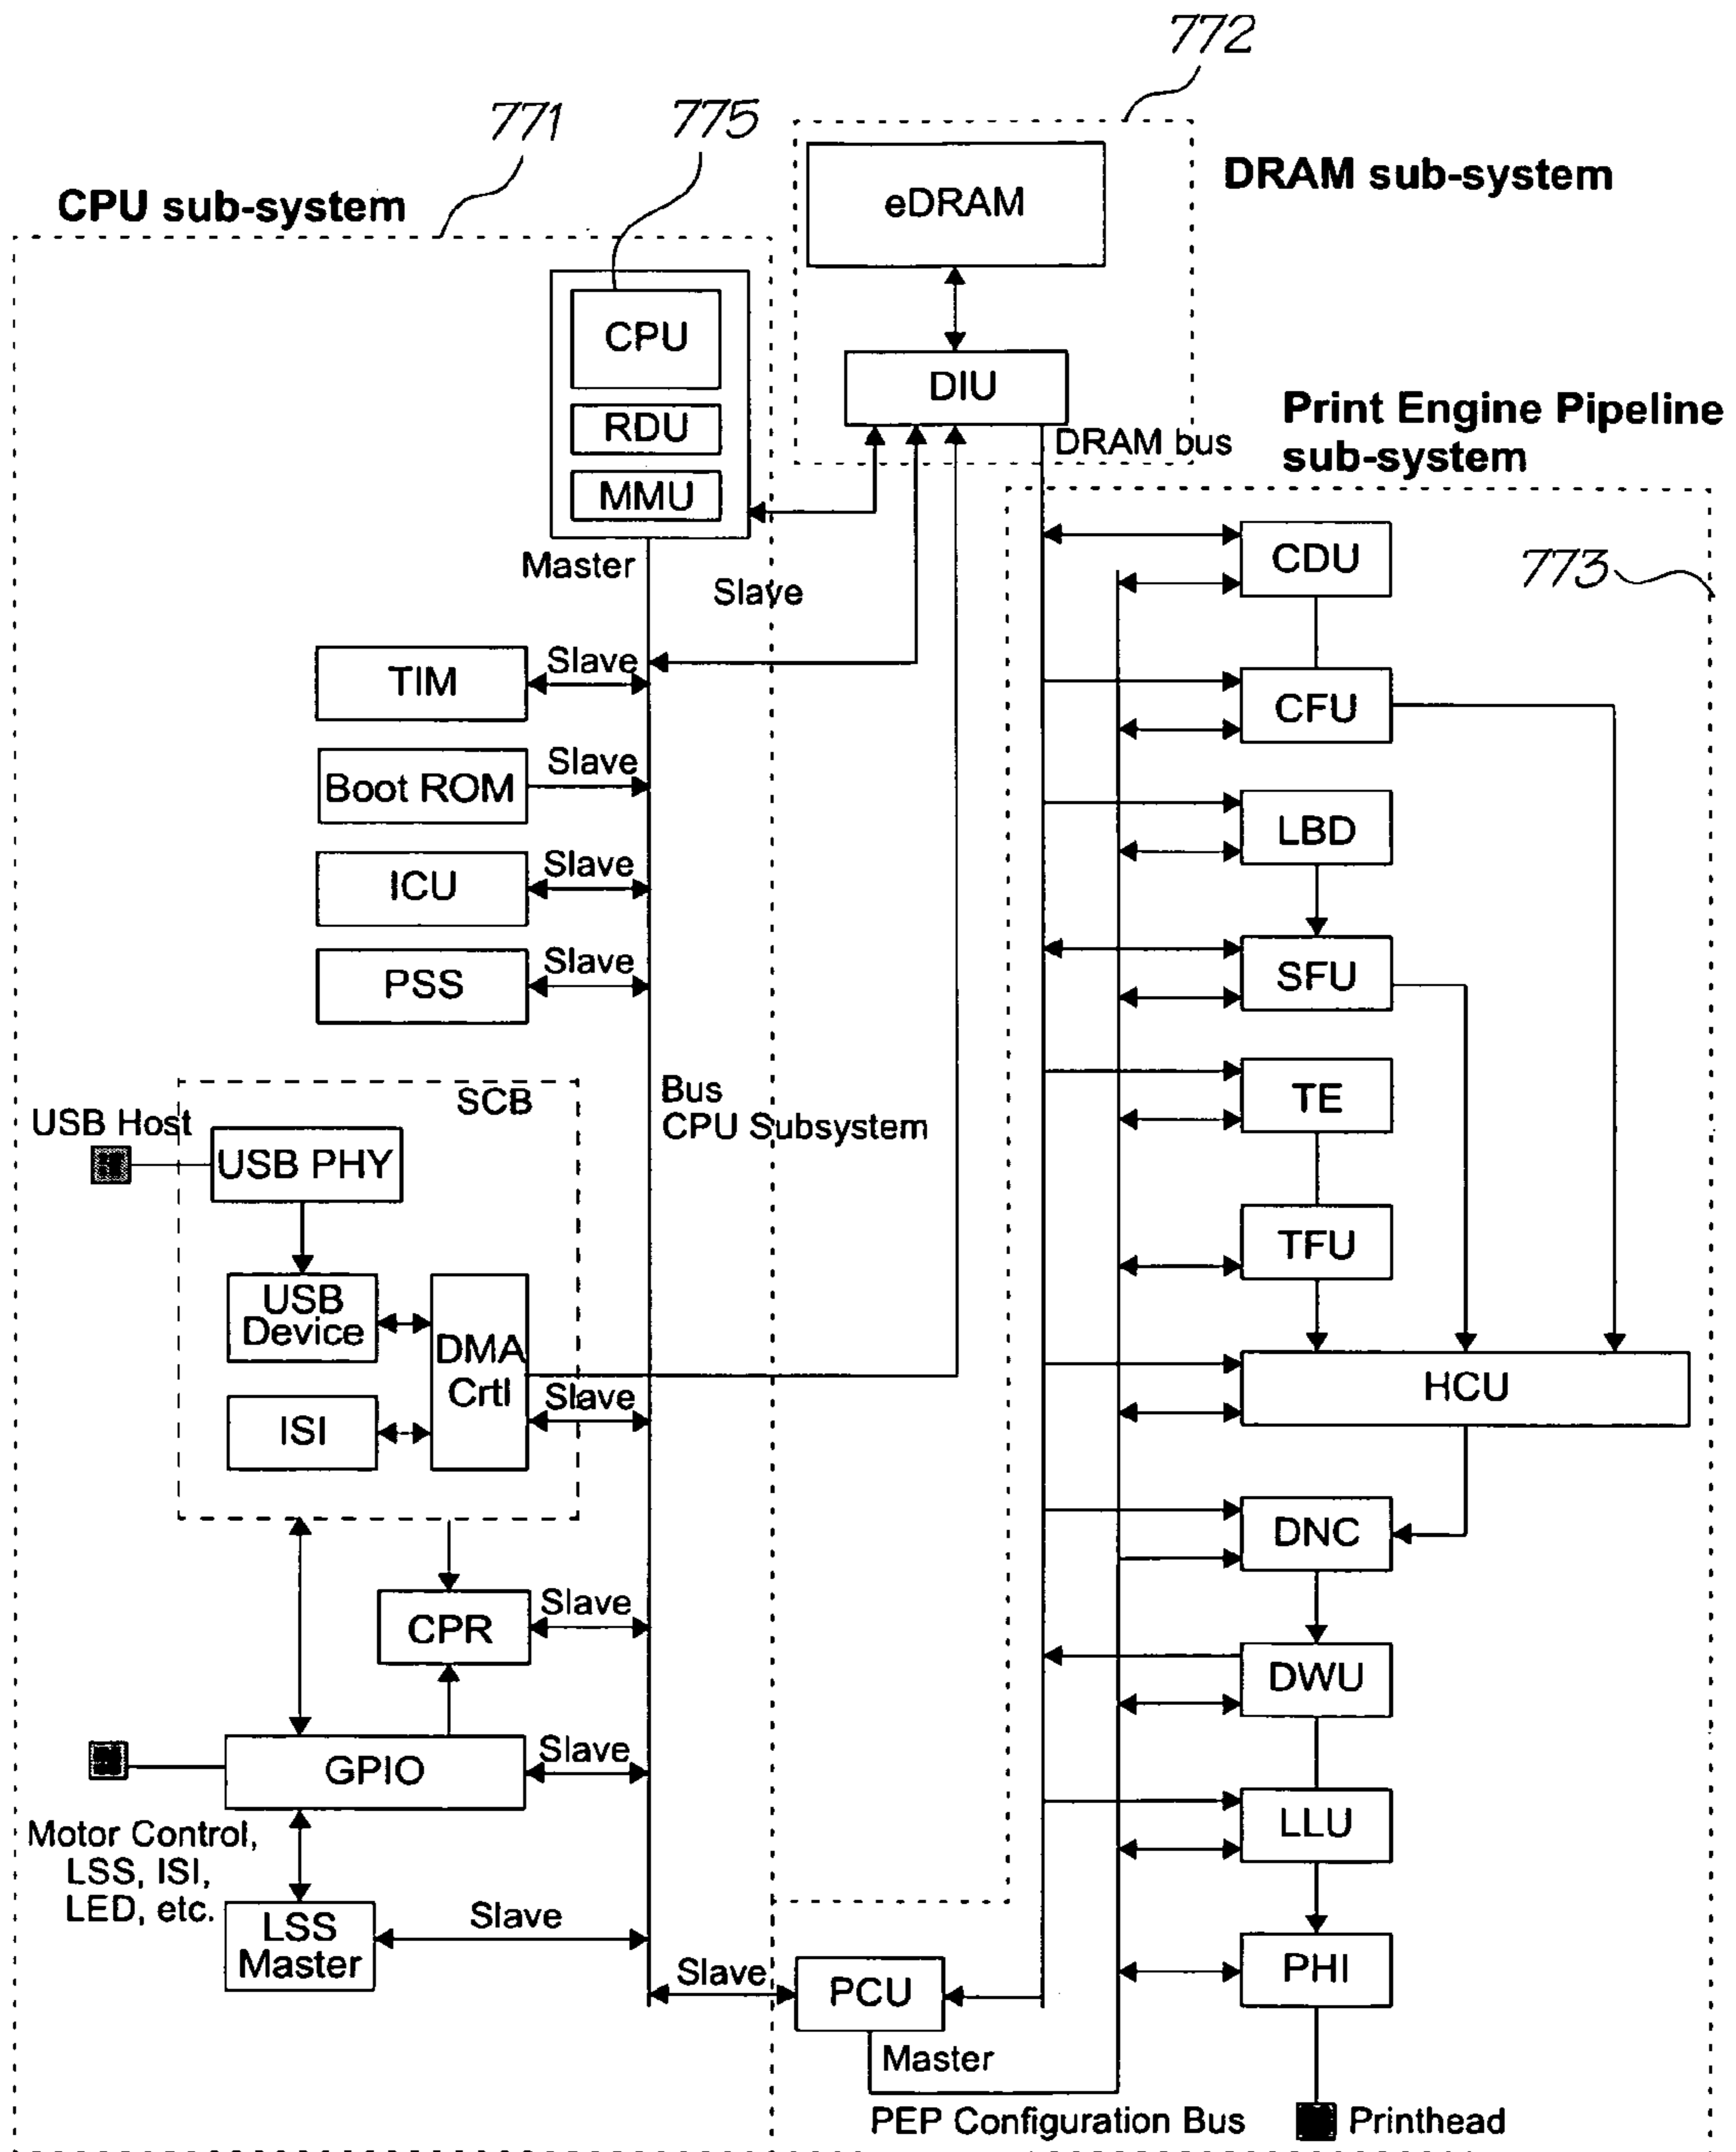 772
771
775
DRAM sub-system
eDRAM
CPU sub-system
CPU
RDU
MMU
DIU
DRAM bus
Print Engine Pipeline
sub-system
Master
Slave
773
CDU
TIM
Slave
CFU
Boot ROM
Slave
LBD
ICU
Slave
PSS
Slave
SFU
SCB
Bus
CPU Subsystem
TE
USB Host
USB PHY
TFU
USB
Device
DMA
Crtl
Slave
ISI
HCU
DNC
CPR
Slave
DWU
GPIO
Slave
Motor Control,
LSS, ISI,
LED, etc.
LLU
LSS
Master
Slave
Slave
PCU
PHI
Master
PEP Configuration Bus
Printhead